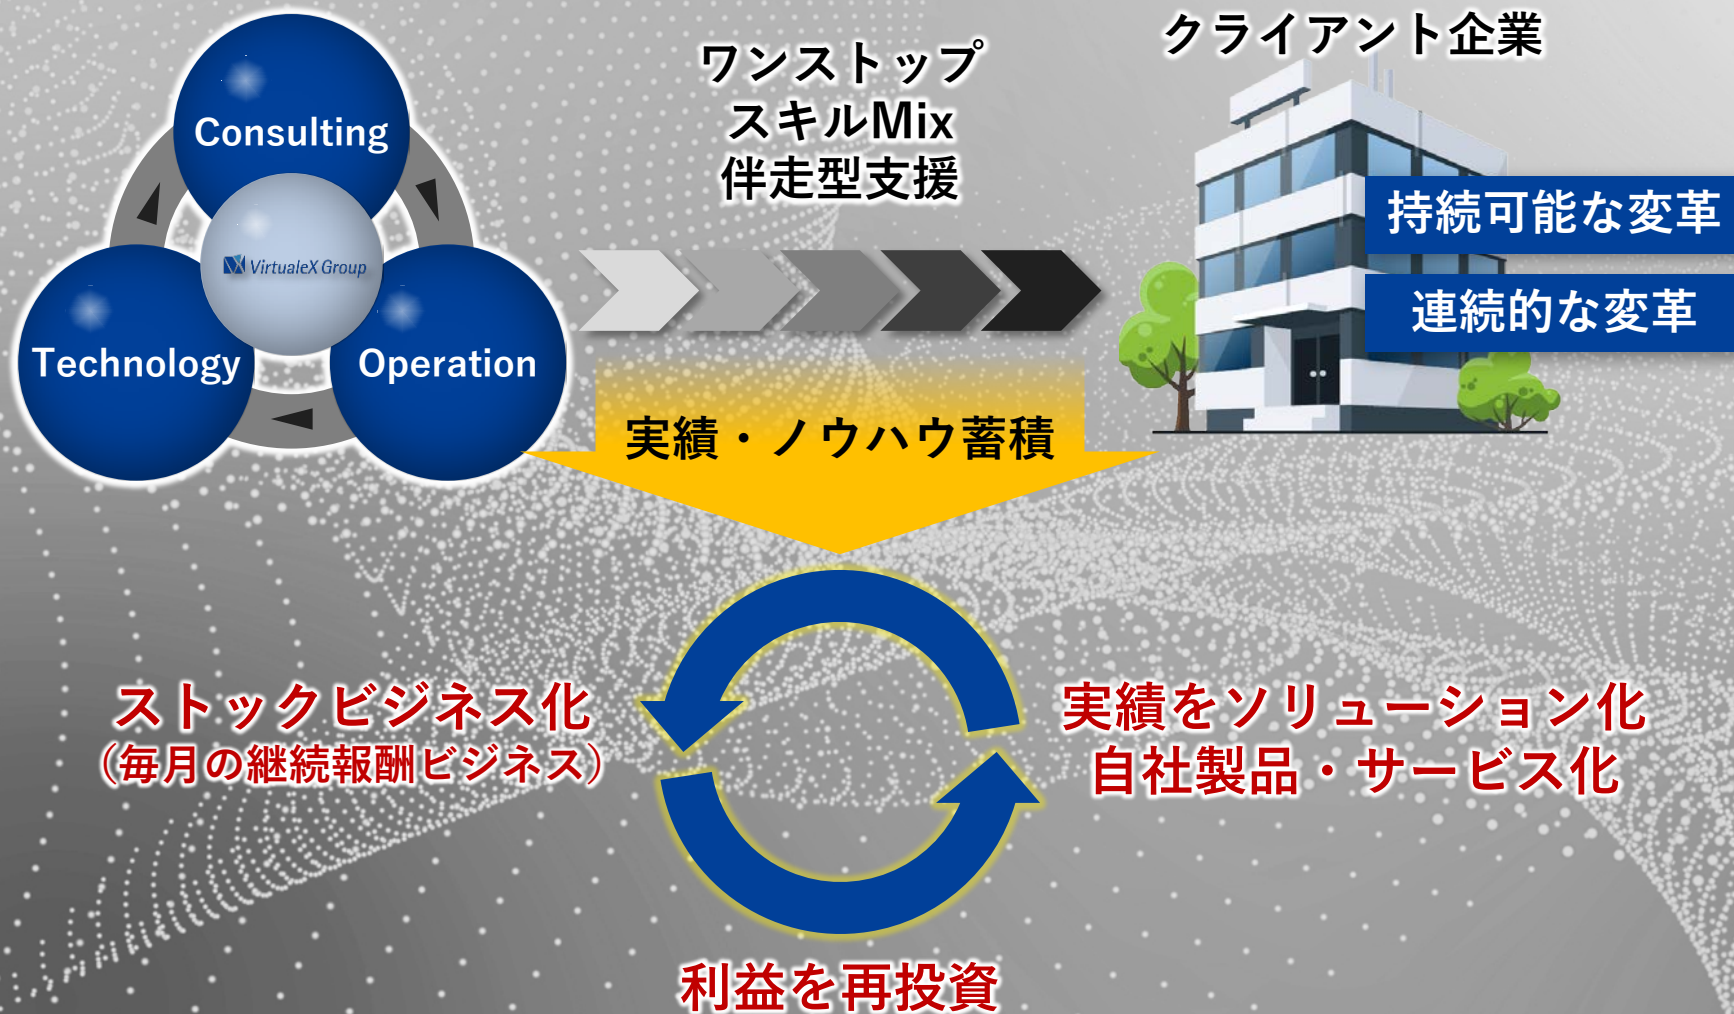 Consulting
Technology
Operation
VirtualeX Group
ワンストップ
スキルMix
伴走型支援
クライアント企業
持続可能な変革
連続的な変革
実績・ノウハウ蓄積
ストックビジネス化
（毎月の継続報酬ビジネス）
実績をソリューション化
自社製品・サービス化
利益を再投資